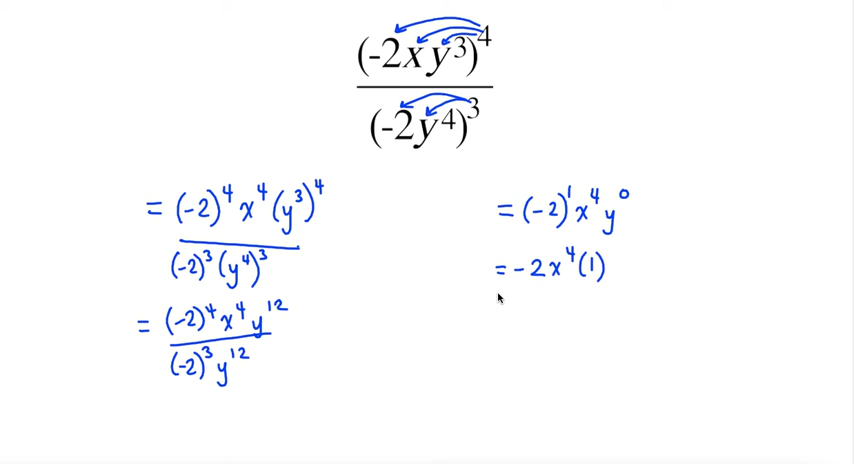 (-2xy³)⁴
(-2y⁴)³
= (-2)⁴x⁴(y³)⁴
(-2)³(y⁴)³
= (-2)⁴x⁴y¹²
(-2)³y¹²
= (-2)¹x⁴y⁰
= -2x⁴(1)